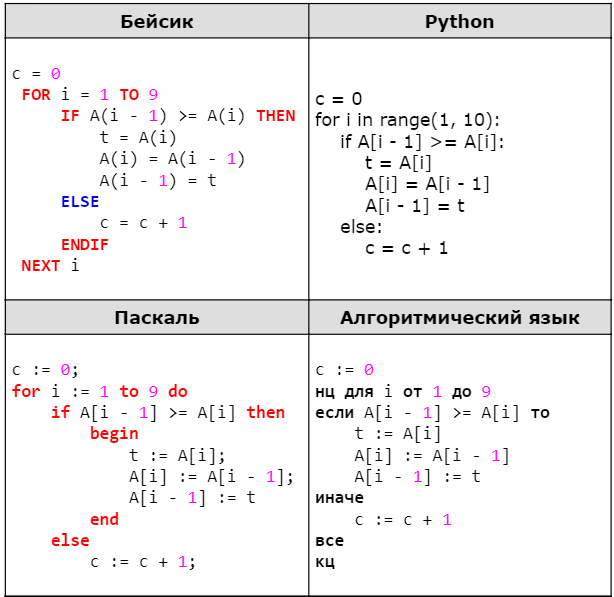 Бейсик
c = 0
FOR i = 1 TO 9
IF A(i - 1) >= A(i) THEN
t = A(i)
A(i) = A(i - 1)
A(i - 1) = t
ELSE
c = c + 1
ENDIF
NEXT i
Python
c = 0
for i in range(1, 10):
if A[i - 1] >= A[i]:
t = A[i]
A[i] = A[i - 1]
A[i - 1] = t
else:
c = c + 1
Паскаль
c := 0;
for i := 1 to 9 do
if A[i - 1] >= A[i] then
begin
t := A[i];
A[i] := A[i - 1];
A[i - 1] := t
end
else
c := c + 1;
Алгоритмический язык
c := 0
нц для i от 1 до 9
если A[i - 1] >= A[i] то
t := A[i]
A[i] := A[i - 1]
A[i - 1] := t
иначе
c := c + 1
все
кц